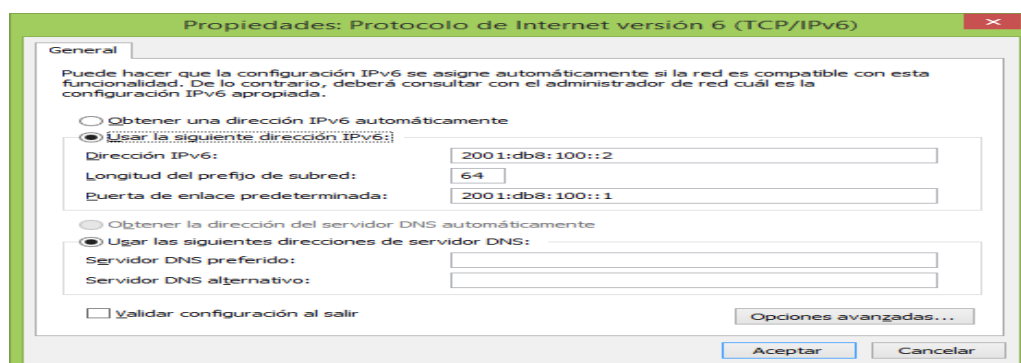 Propiedades: Protocolo de Internet versión 6 (TCP/IPv6)
General
Puede hacer que la configuración IPv6 se asigne automáticamente si la red es compatible con esta
funcionalidad. De lo contrario, deberá consultar con el administrador de red cuál es la
configuración IPv6 apropiada.
Obtener una dirección IPv6 automáticamente
Usar la siguiente dirección IPv6:
Dirección IPv6: 2001:db8:100::2
Longitud del prefijo de subred: 64
Puerta de enlace predeterminada: 2001:db8:100::1
Obtener la dirección del servidor DNS automáticamente
Usar las siguientes direcciones de servidor DNS:
Servidor DNS preferido:
Servidor DNS alternativo:
Validar configuración al salir
Opciones avanzadas...
Aceptar Cancelar